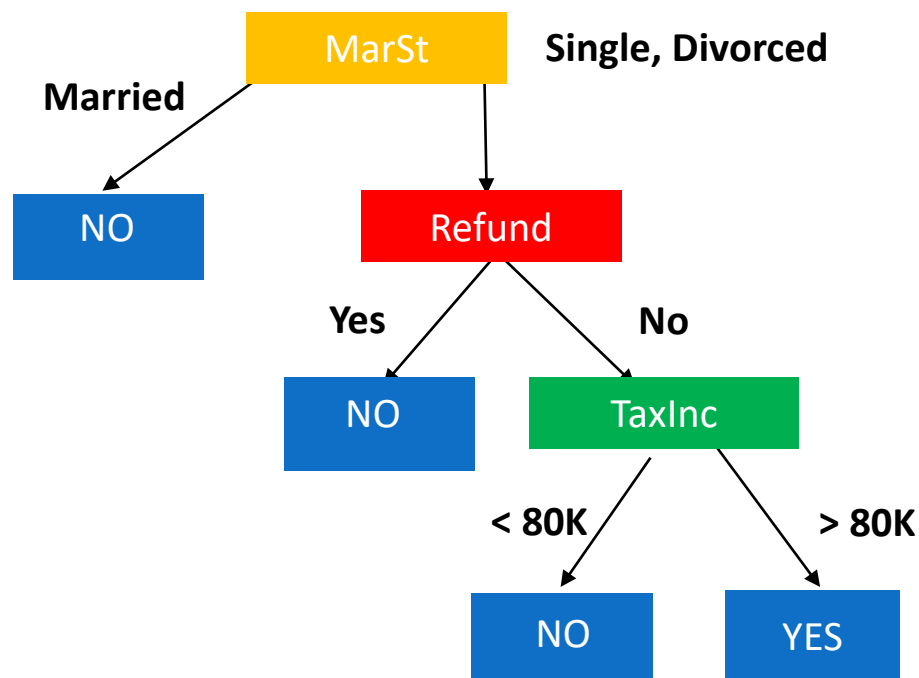 MarSt
Single, Divorced
Married
NO
Refund
Yes
No
NO
TaxInc
< 80K
> 80K
NO
YES